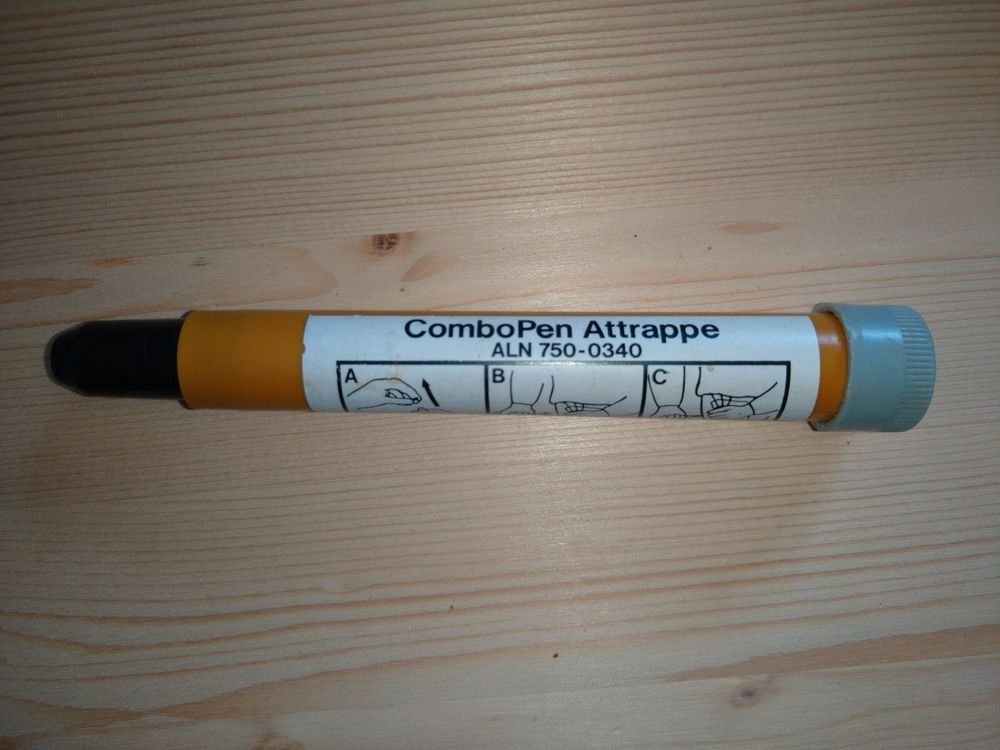 ComboPen Attrappe
ALN 750-0340
A B C